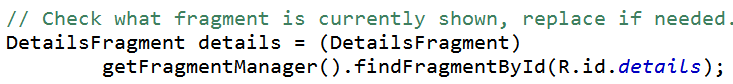 // Check what fragment is currently shown, replace if needed.
DetailsFragment details = (DetailsFragment)
getFragmentManager().findFragmentById(R.id.details);